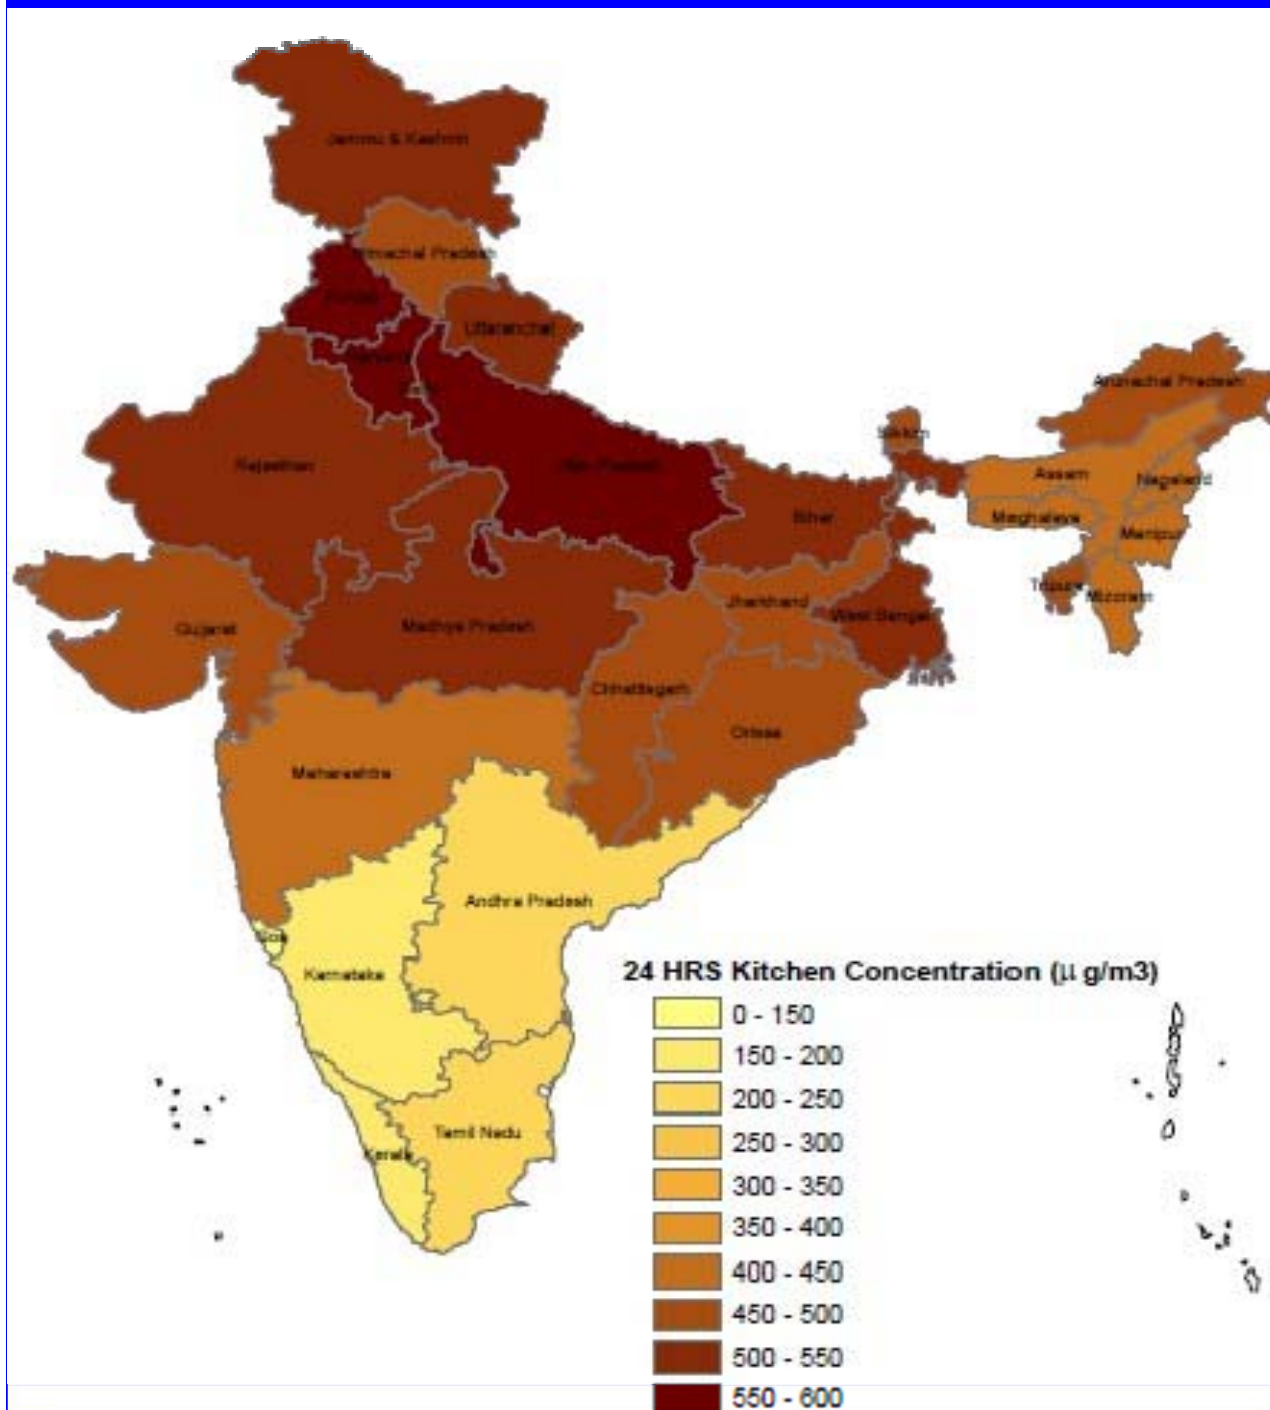 Jammu & Kashmir
Himachal Pradesh
Punjab
Uttaranchal
Haryana
Delhi
Arunachal Pradesh
Sikkim
Rajasthan
Uttar Pradesh
Assam
Nagaland
Bihar
Meghalaya
Manipur
Tripura
Mizoram
Jharkhand
West Bengal
Gujarat
Madhya Pradesh
Chhattisgarh
Orissa
Maharashtra
Andhra Pradesh
Goa
Karnataka
Tamil Nadu
Kerala
24 HRS Kitchen Concentration (µ g/m3)
0 - 150
150 - 200
200 - 250
250 - 300
300 - 350
350 - 400
400 - 450
450 - 500
500 - 550
550 - 600